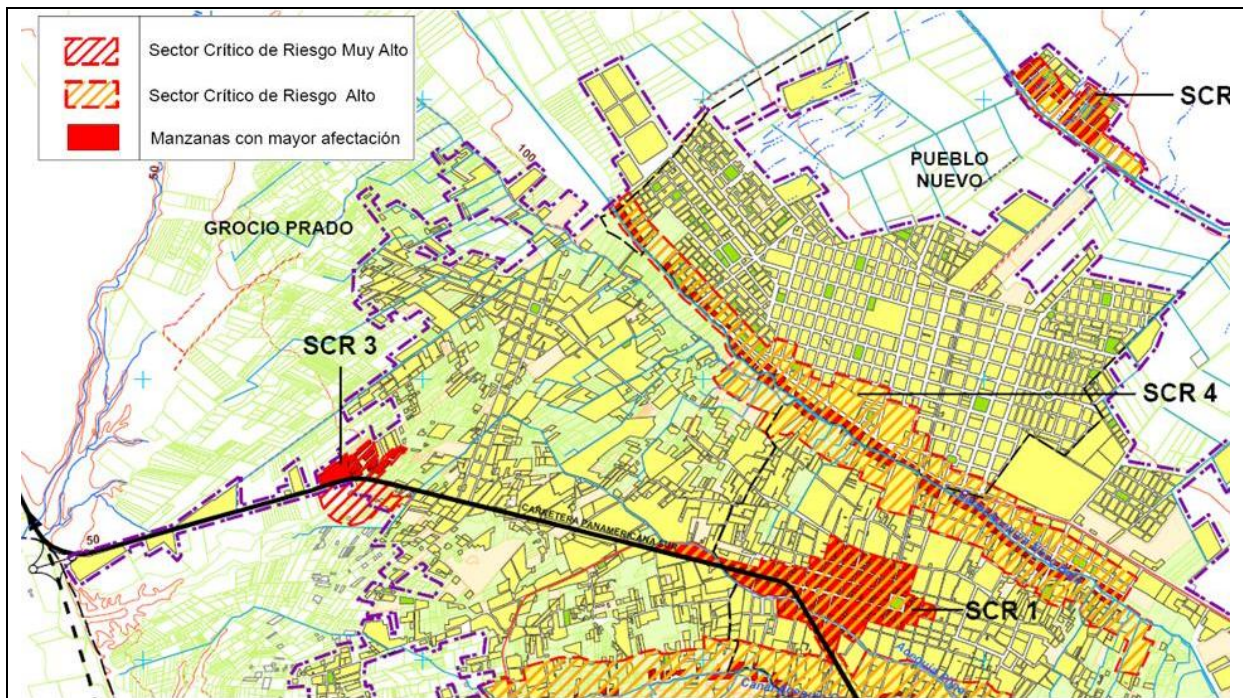 Sector Crítico de Riesgo Muy Alto
Sector Crítico de Riesgo Alto
Manzanas con mayor afectación
50
100
SCR
PUEBLO
NUEVO
GROCIO PRADO
SCR 3
SCR 4
CARRETERA PANAMERICANA
50
SCR 1